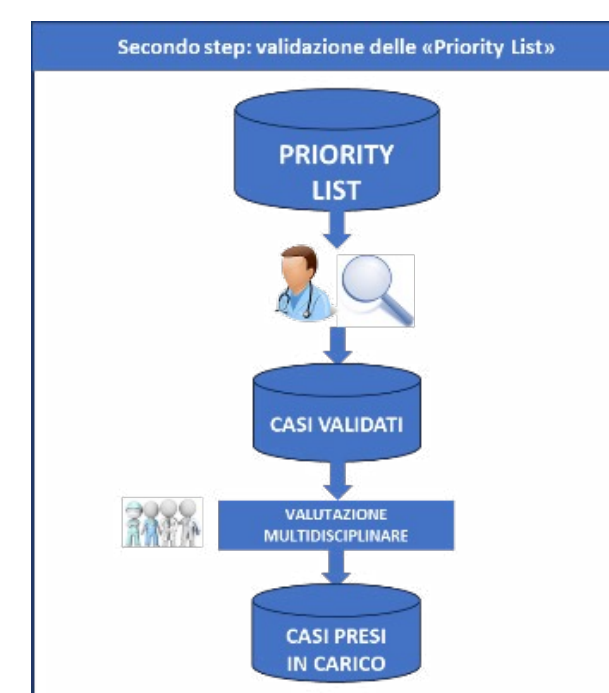 Secondo step: validazione delle «Priority List»
PRIORITY
LIST
CASI VALIDATI
VALUTAZIONE
MULTIDISCIPLINARE
CASI PRESI
IN CARICO